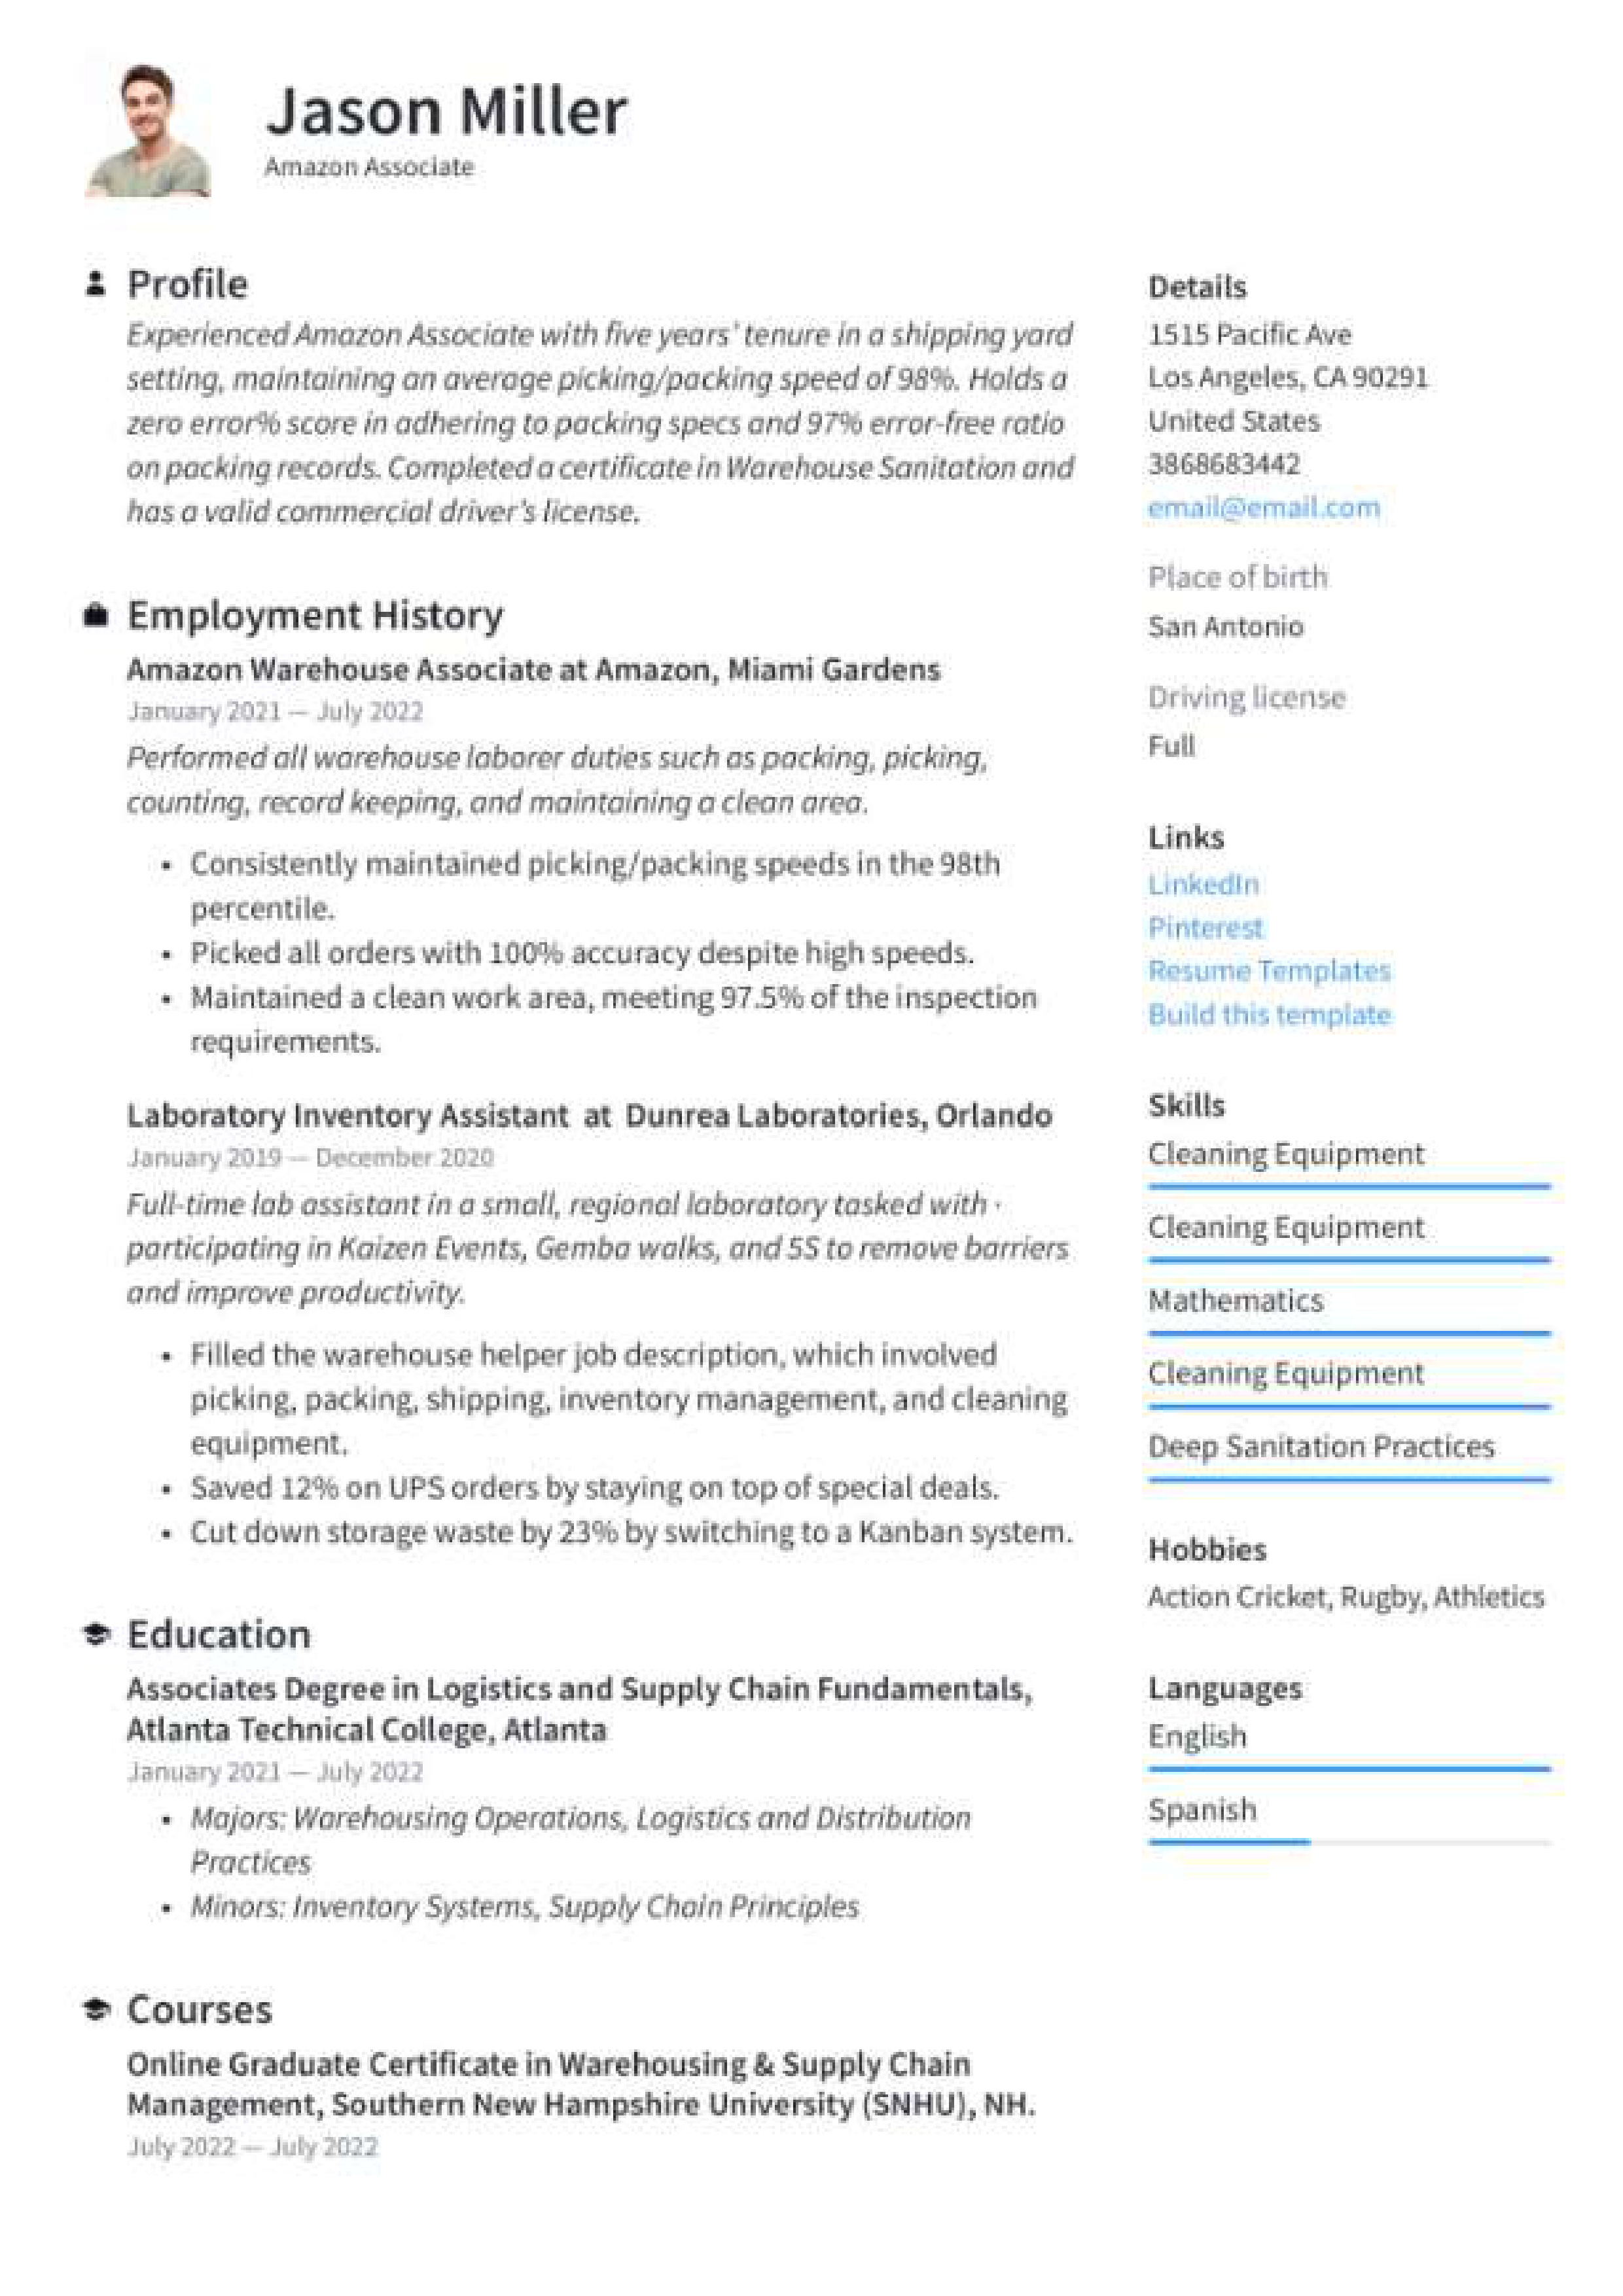 Jason Miller
Amazon Associate
Profile
Experienced Amazon Associate with five years' tenure in a shipping yard
setting, maintaining an average picking/packing speed of 98%. Holds a
zero error% score in adhering to packing specs and 97% error-free ratio
on packing records. Completed a certificate in Warehouse Sanitation and
has a valid commercial driver's license.
Employment History
Amazon Warehouse Associate at Amazon, Miami Gardens
January 2021 — July 2022
Performed all warehouse laborer duties such as packing, picking,
counting, record keeping, and maintaining a clean area.
• Consistently maintained picking/packing speeds in the 98th
percentile.
• Picked all orders with 100% accuracy despite high speeds.
• Maintained a clean work area, meeting 97.5% of the inspection
requirements.
Laboratory Inventory Assistant at Dunrea Laboratories, Orlando
January 2019 — December 2020
Full-time lab assistant in a small, regional laboratory tasked with ·
participating in Kaizen Events, Gemba walks, and 5S to remove barriers
and improve productivity.
• Filled the warehouse helper job description, which involved
picking, packing, shipping, inventory management, and cleaning
equipment.
• Saved 12% on UPS orders by staying on top of special deals.
• Cut down storage waste by 23% by switching to a Kanban system.
Education
Associates Degree in Logistics and Supply Chain Fundamentals,
Atlanta Technical College, Atlanta
January 2021 — July 2022
• Majors: Warehousing Operations, Logistics and Distribution
Practices
• Minors: Inventory Systems, Supply Chain Principles
Courses
Online Graduate Certificate in Warehousing & Supply Chain
Management, Southern New Hampshire University (SNHU), NH.
July 2022 — July 2022
Details
1515 Pacific Ave
Los Angeles, CA 90291
United States
3868683442
email@email.com
Place of birth
San Antonio
Driving license
Full
Links
LinkedIn
Pinterest
Resume Templates
Build this template
Skills
Cleaning Equipment
Cleaning Equipment
Mathematics
Cleaning Equipment
Deep Sanitation Practices
Hobbies
Action Cricket, Rugby, Athletics
Languages
English
Spanish